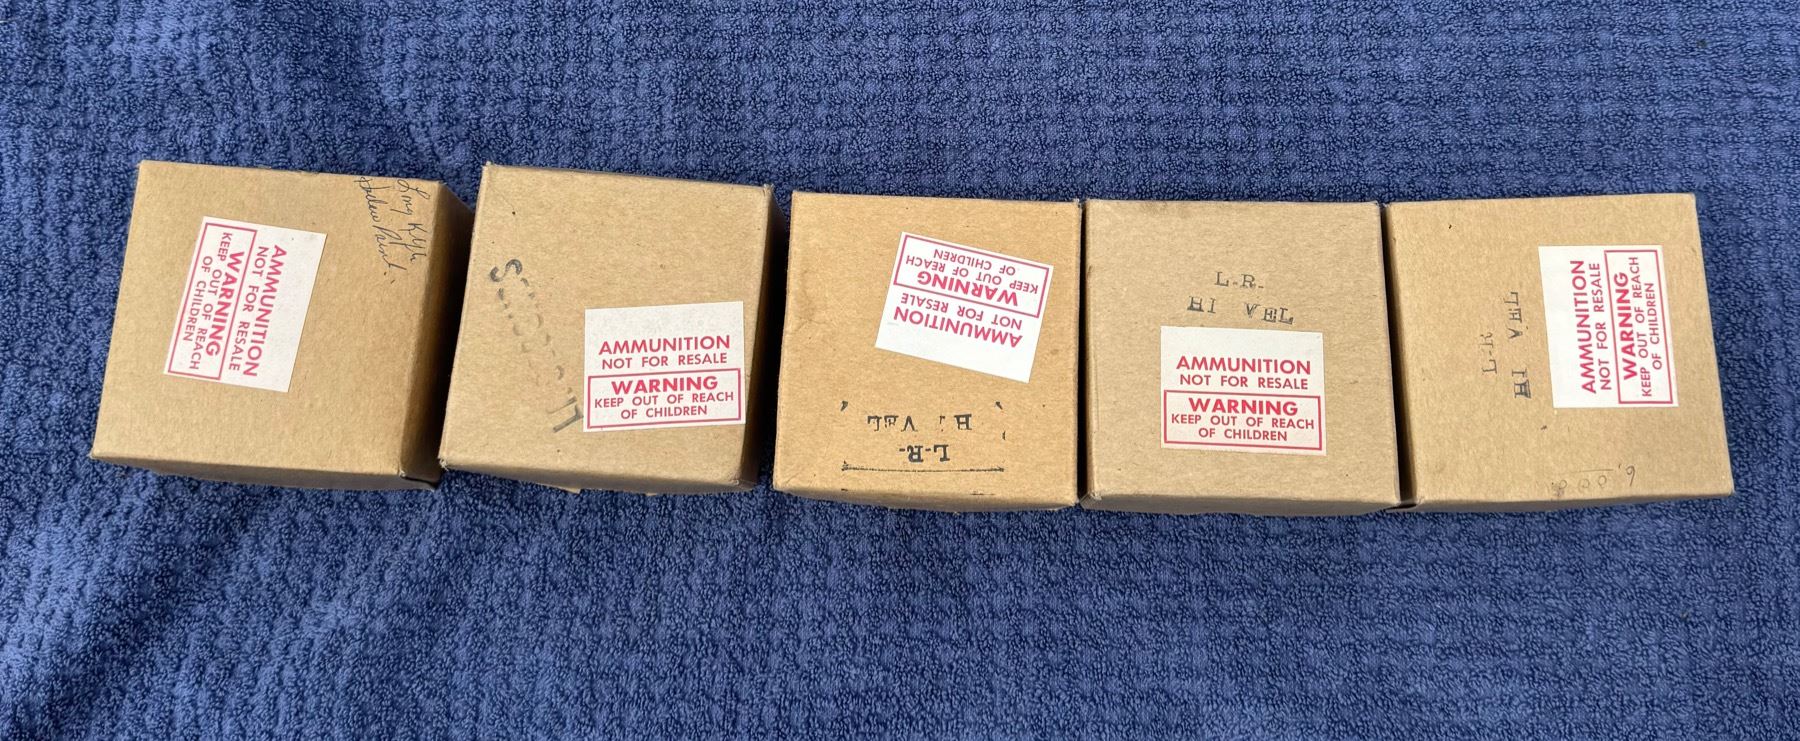 Long Rifle
AMMUNITION
NOT FOR RESALE
WARNING
KEEP OUT OF REACH
OF CHILDREN
AMMUNITION
NOT FOR RESALE
WARNING
KEEP OUT OF REACH
OF CHILDREN
AMMUNITION
NOT FOR RESALE
WARNING
KEEP OUT OF REACH
OF CHILDREN
L-R-
HI VEL
L-R-
HI VEL
AMMUNITION
NOT FOR RESALE
WARNING
KEEP OUT OF REACH
OF CHILDREN
L-R
HI VEL
AMMUNITION
NOT FOR RESALE
WARNING
KEEP OUT OF REACH
OF CHILDREN